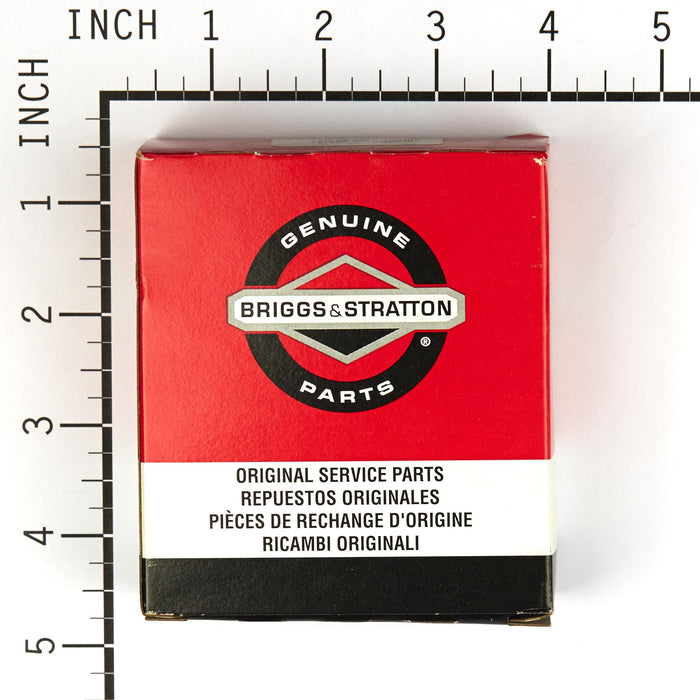 INCH 1 2 3 4 5
INCH
1
2
3
4
5
GENUINE
BRIGGS & STRATTON
®
PARTS
ORIGINAL SERVICE PARTS
REPUESTOS ORIGINALES
PIÈCES DE RECHANGE D'ORIGINE
RICAMBI ORIGINALI